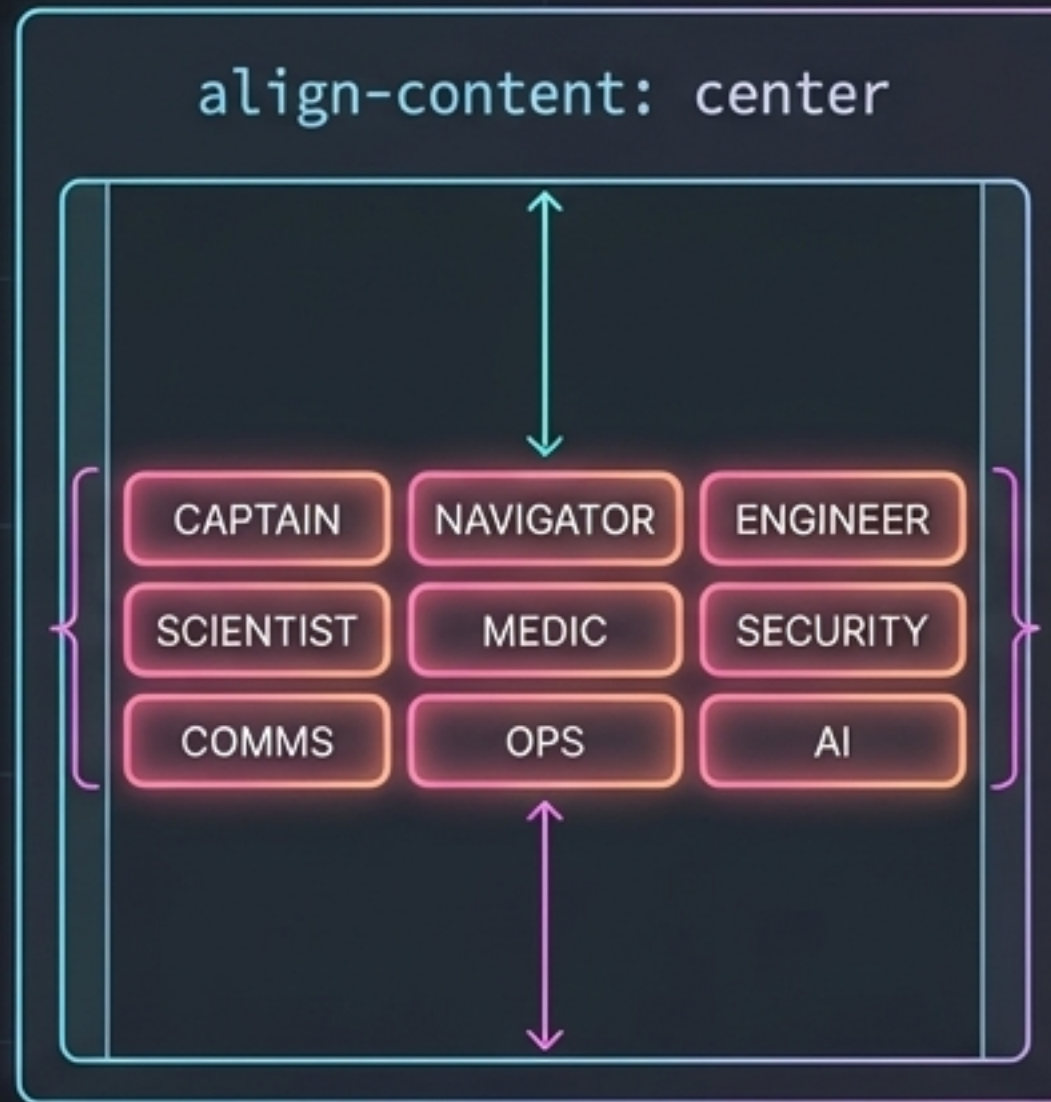 align-content: center
CAPTAIN NAVIGATOR ENGINEER
SCIENTIST MEDIC SECURITY
COMMS OPS AI